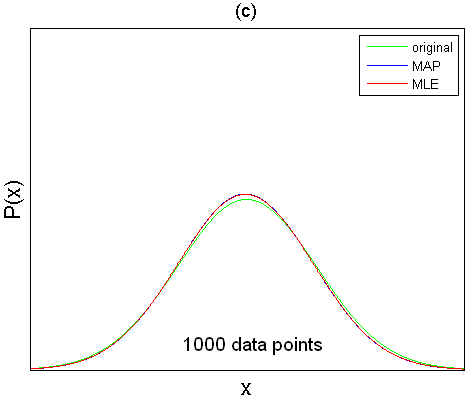 (c)
original
MAP
MLE
P(x)
1000 data points
x